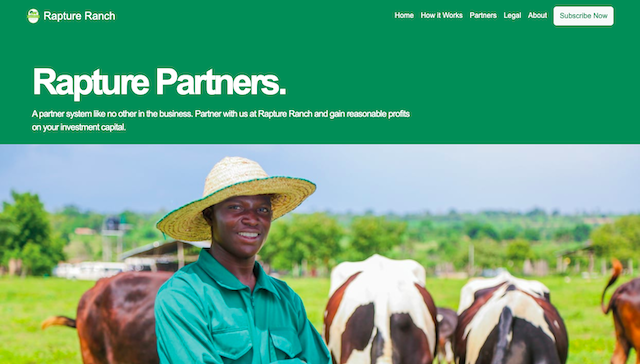 Rapture Ranch
Home How it Works Partners Legal About Subscribe Now
Rapture Partners.
A partner system like no other in the business. Partner with us at Rapture Ranch and gain reasonable profits
on your investment capital.